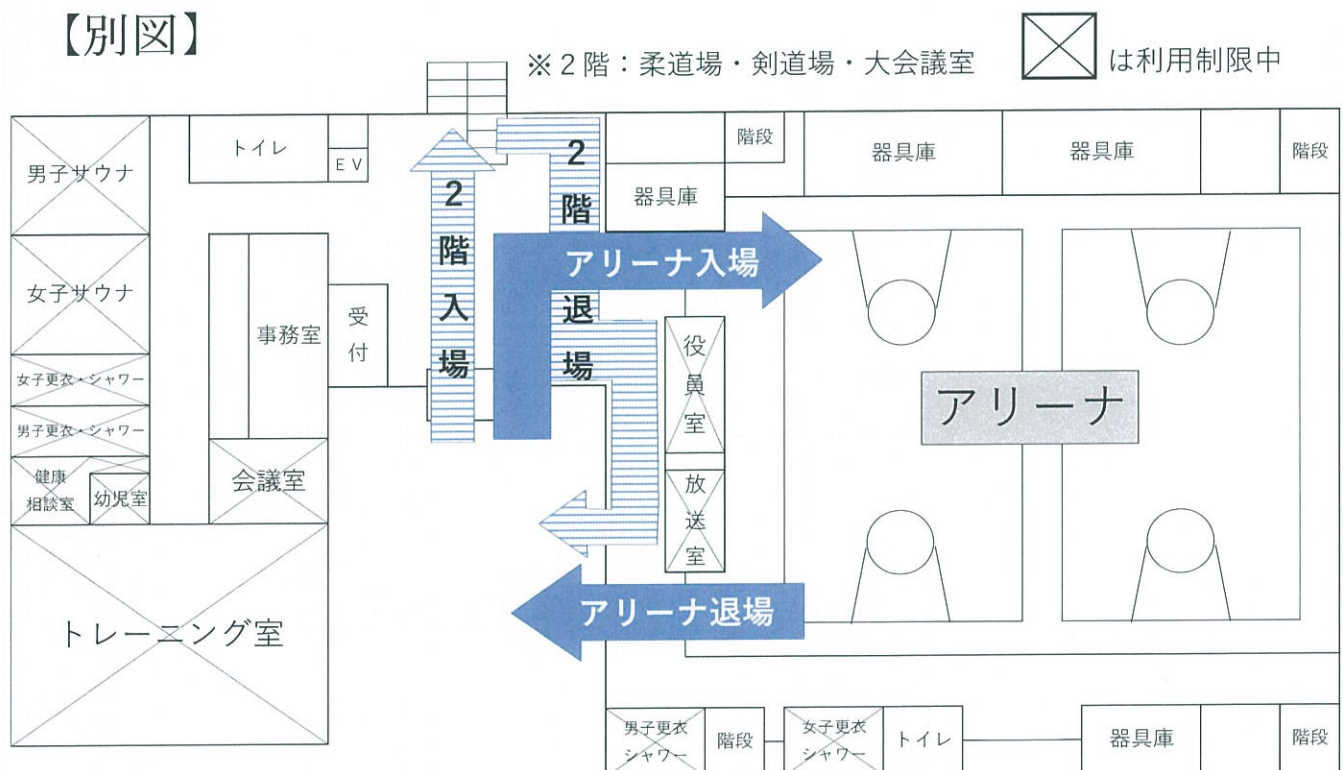 【別図】
※2階：柔道場・剣道場・大会議室
は利用制限中
男子サウナ
トイレ
EV
階段
器具庫
器具庫
階段
器具庫
2階入場
2階退場
アリーナ入場
女子サウナ
事務室
受付
役員室
女子更衣・シャワー
男子更衣・シャワー
アリーナ
健康
相談室
幼児室
会議室
放送室
アリーナ退場
トレーニング室
男子更衣
シャワー
階段
女子更衣
シャワー
トイレ
器具庫
階段